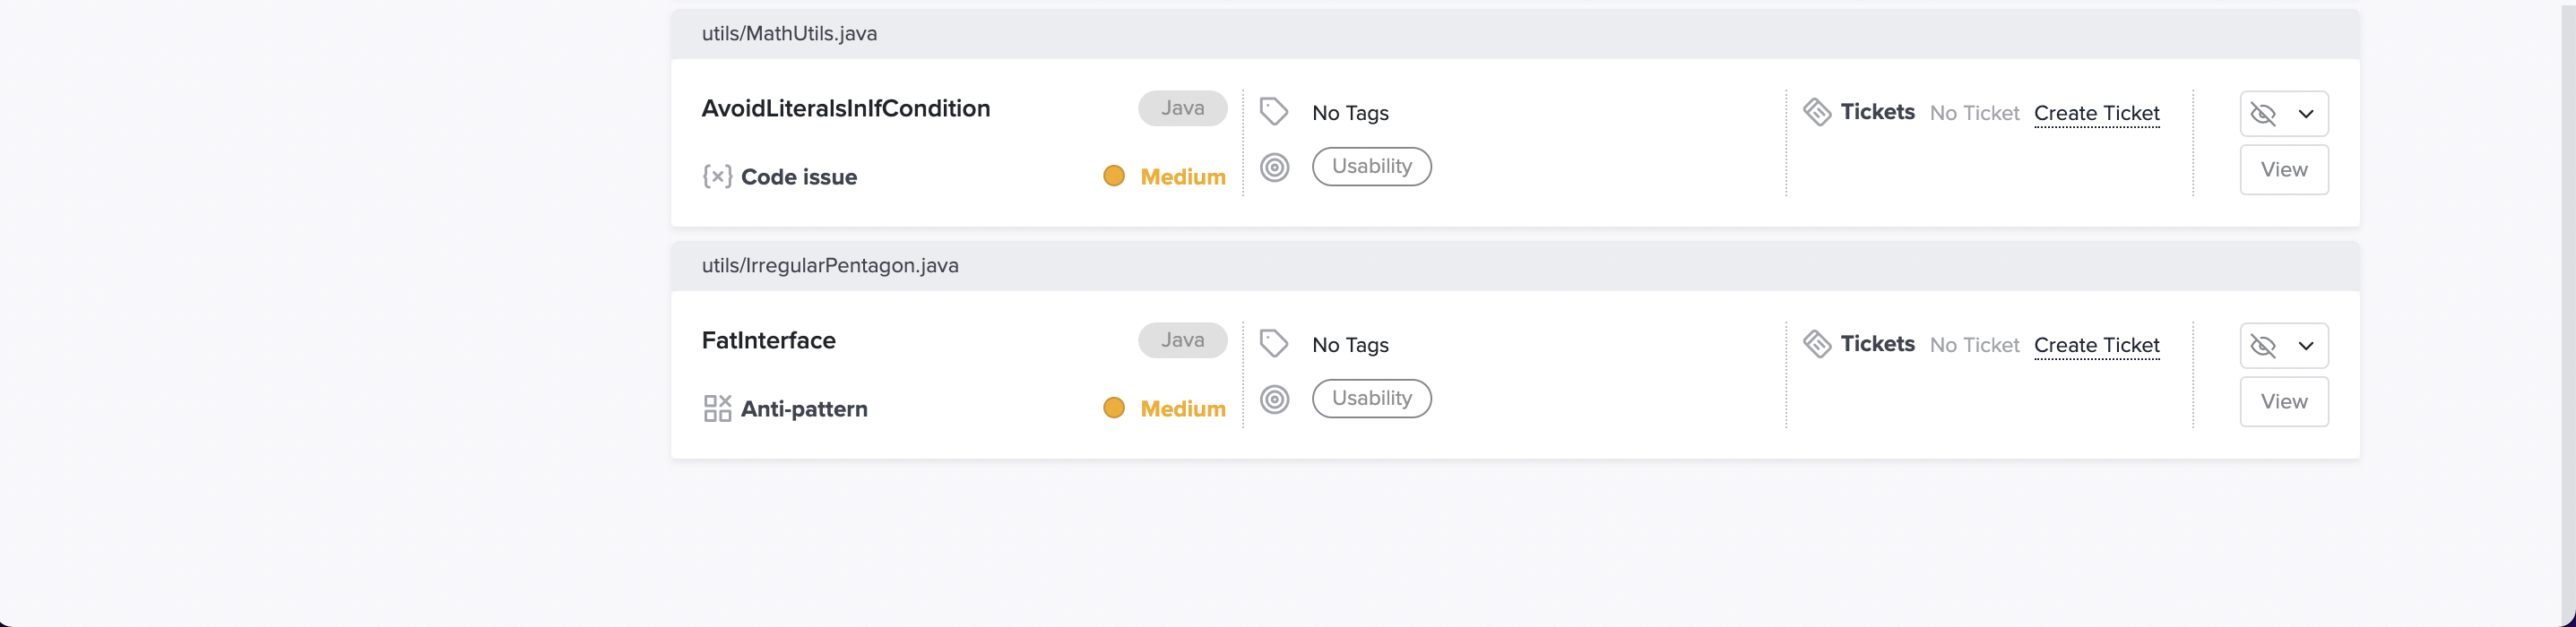 utils/MathUtils.java
AvoidLiteralsInIfCondition Java No Tags Tickets No Ticket Create Ticket
Code issue Medium Usability View
utils/IrregularPentagon.java
FatInterface Java No Tags Tickets No Ticket Create Ticket
Anti-pattern Medium Usability View